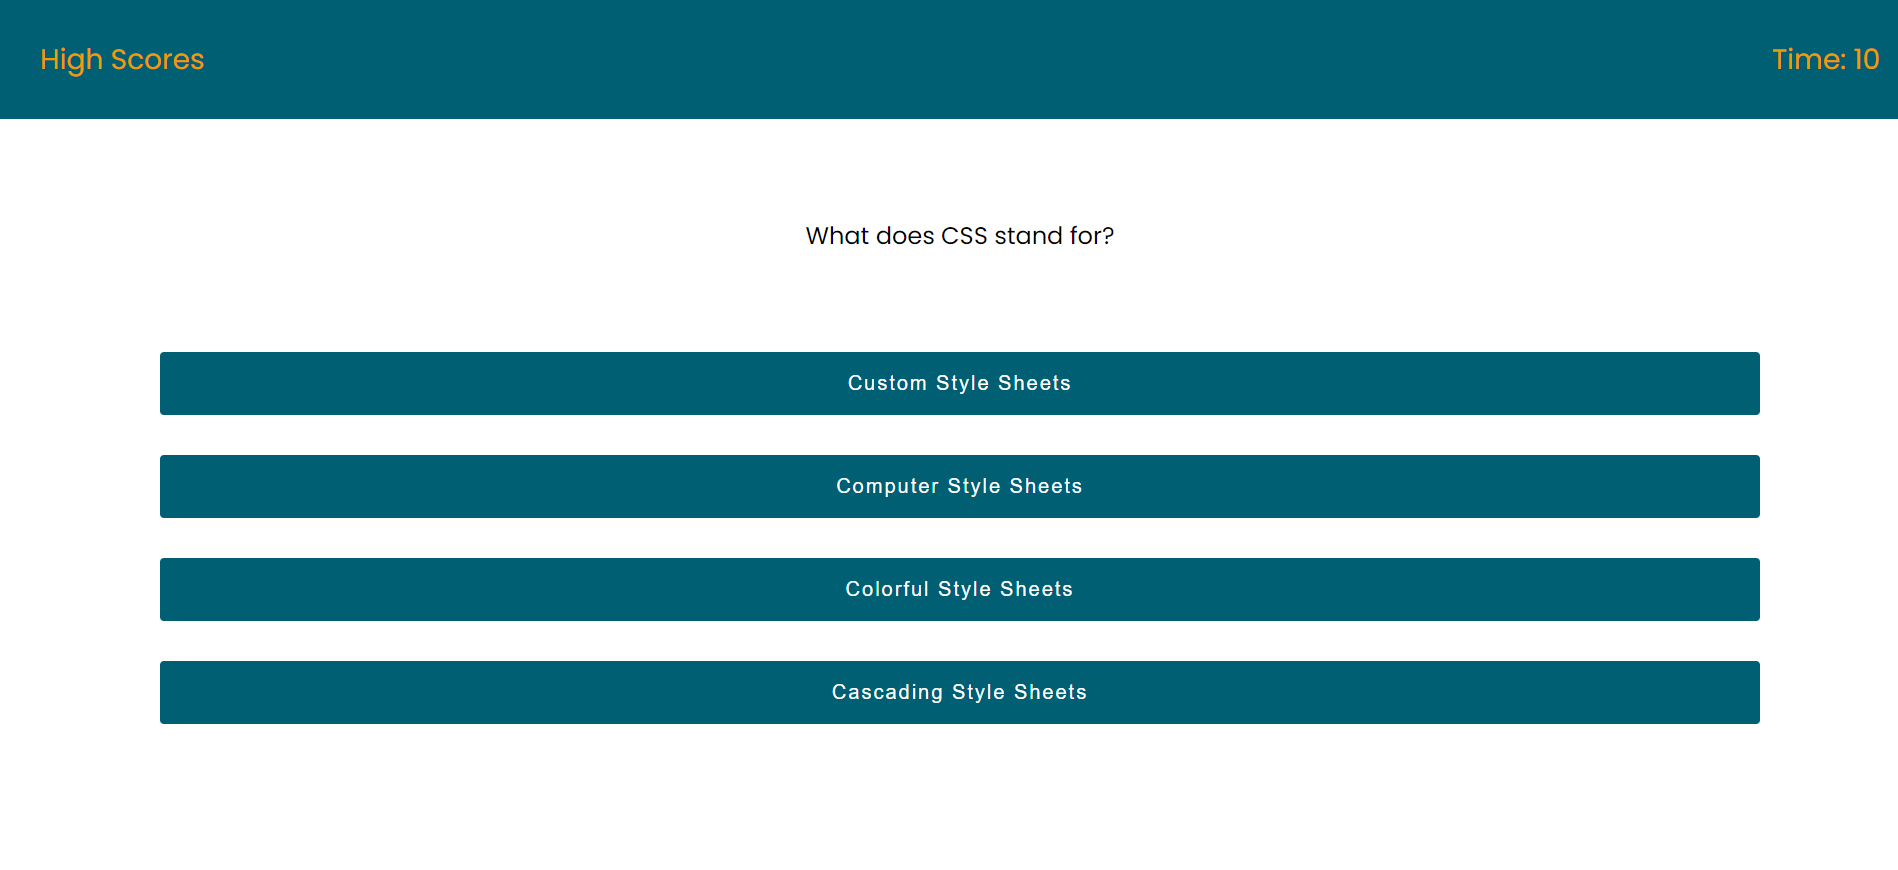 High Scores
Time: 10
What does CSS stand for?
Custom Style Sheets
Computer Style Sheets
Colorful Style Sheets
Cascading Style Sheets